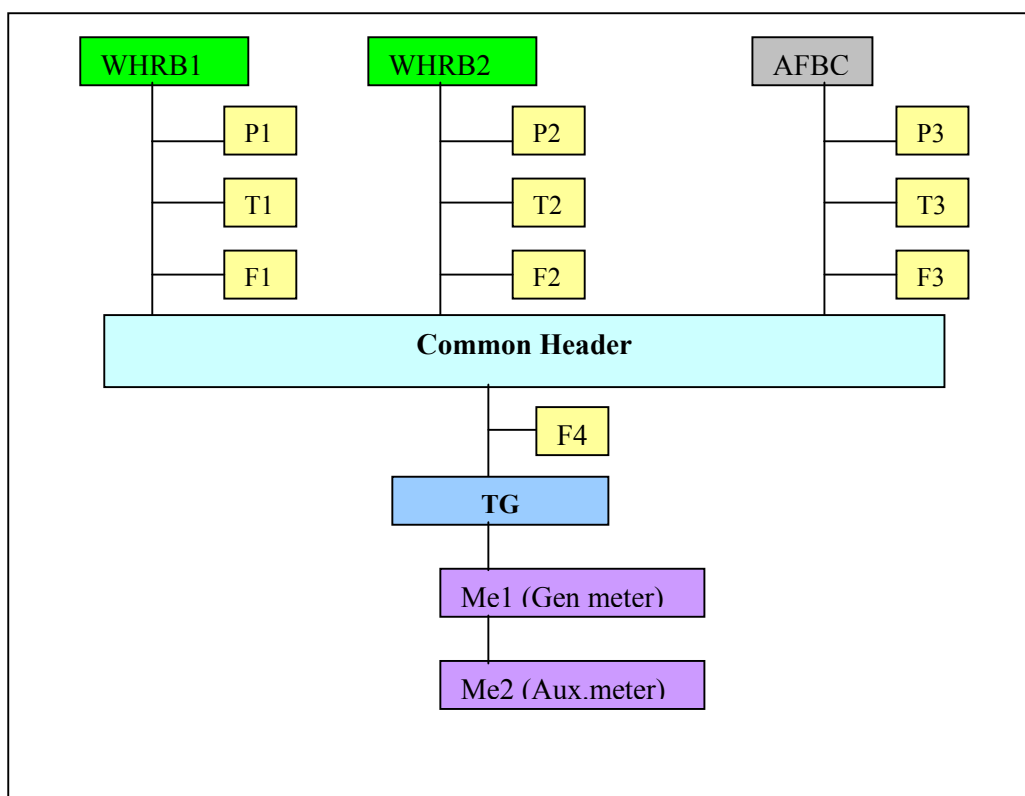 WHRB1
WHRB2
AFBC
P1
P2
P3
T1
T2
T3
F1
F2
F3
Common Header
F4
TG
Me1 (Gen meter)
Me2 (Aux.meter)